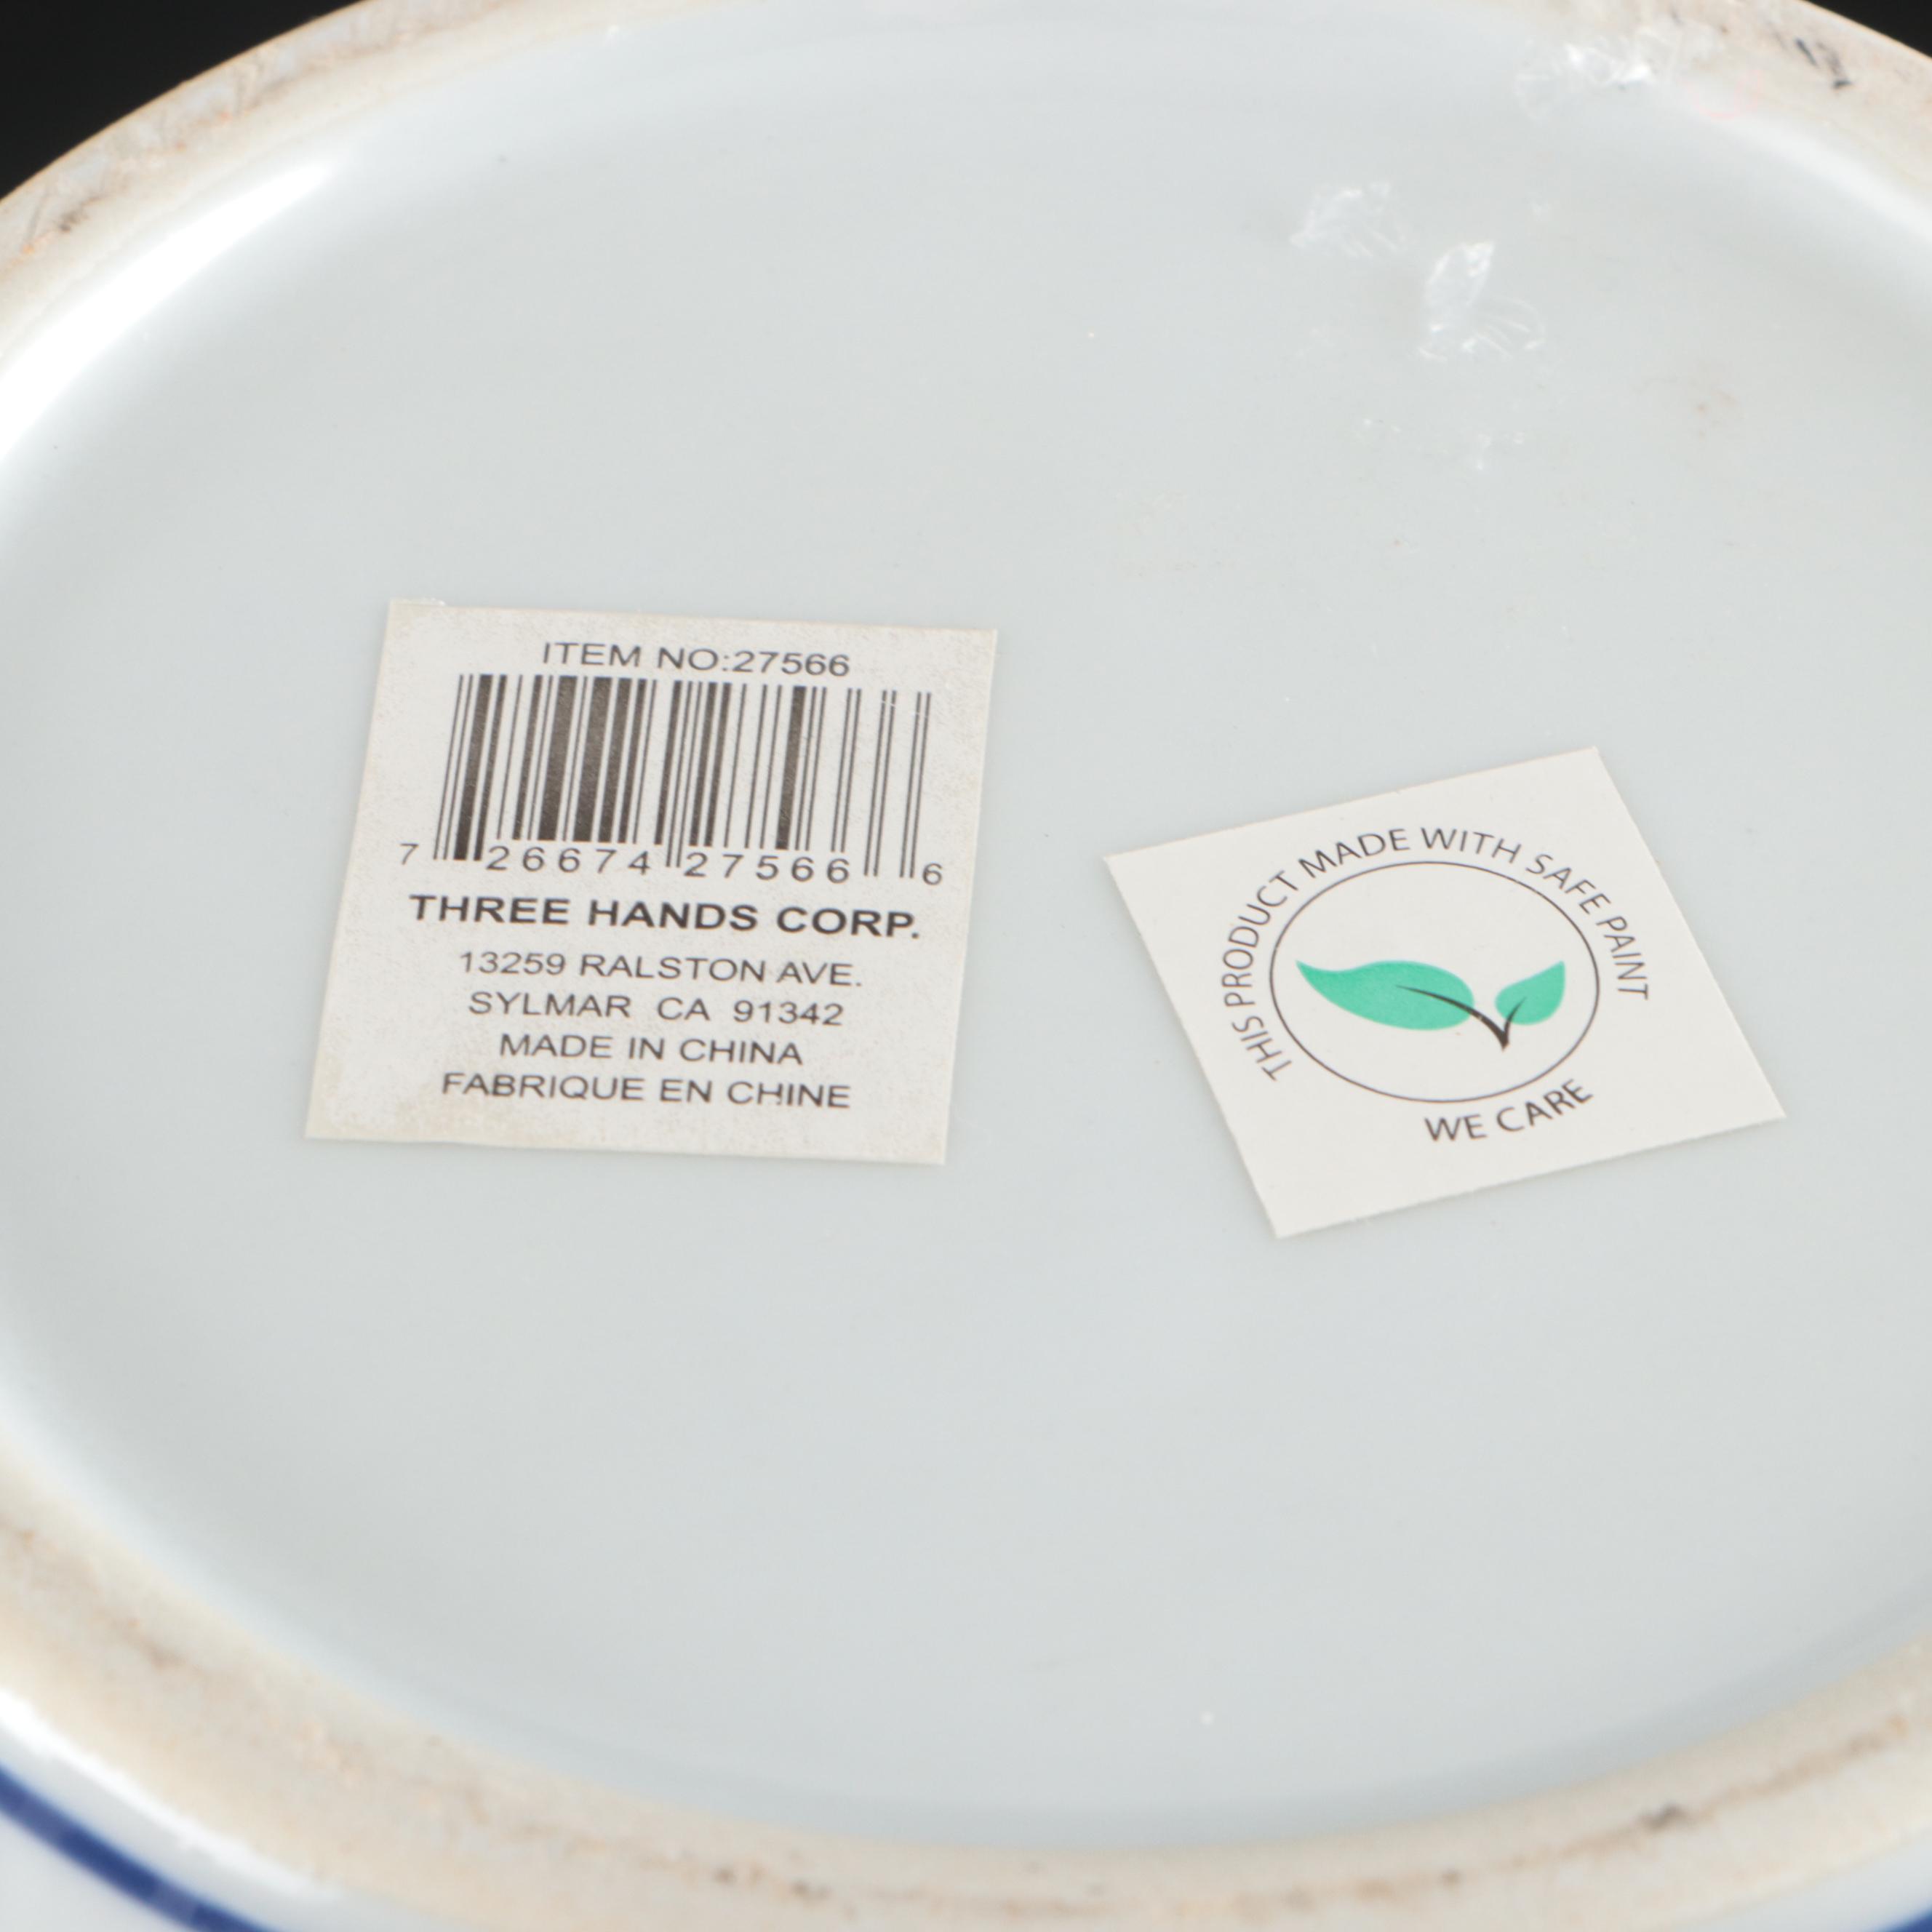 ITEM NO:27566
7 26674 27566 6
THREE HANDS CORP.
13259 RALSTON AVE.
SYLMAR CA 91342
MADE IN CHINA
FABRIQUE EN CHINE
THIS PRODUCT MADE WITH SAFE PAINT
WE CARE